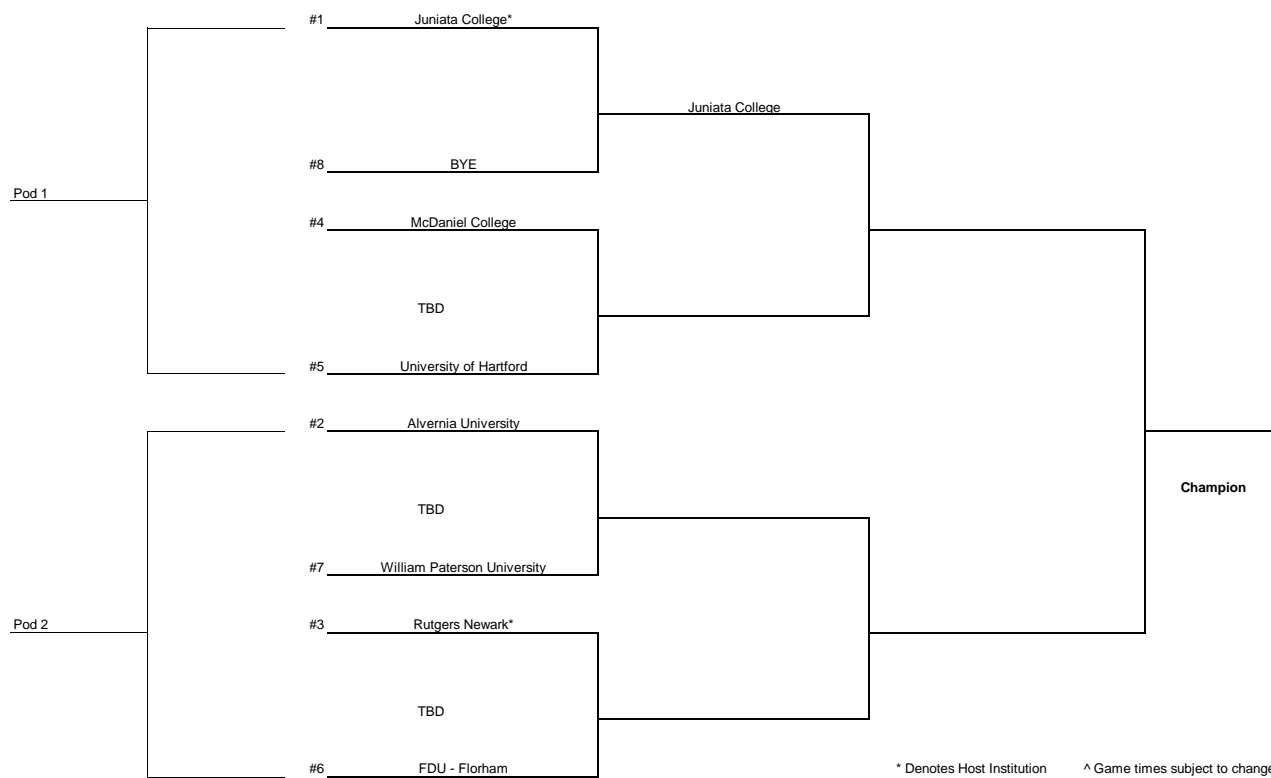 #1 Juniata College*
Juniata College
#8 BYE
Pod 1
#4 McDaniel College
TBD
#5 University of Hartford
#2 Alvernia University
Champion
TBD
#7 William Paterson University
Pod 2
#3 Rutgers Newark*
TBD
#6 FDU - Florham
* Denotes Host Institution ^ Game times subject to change